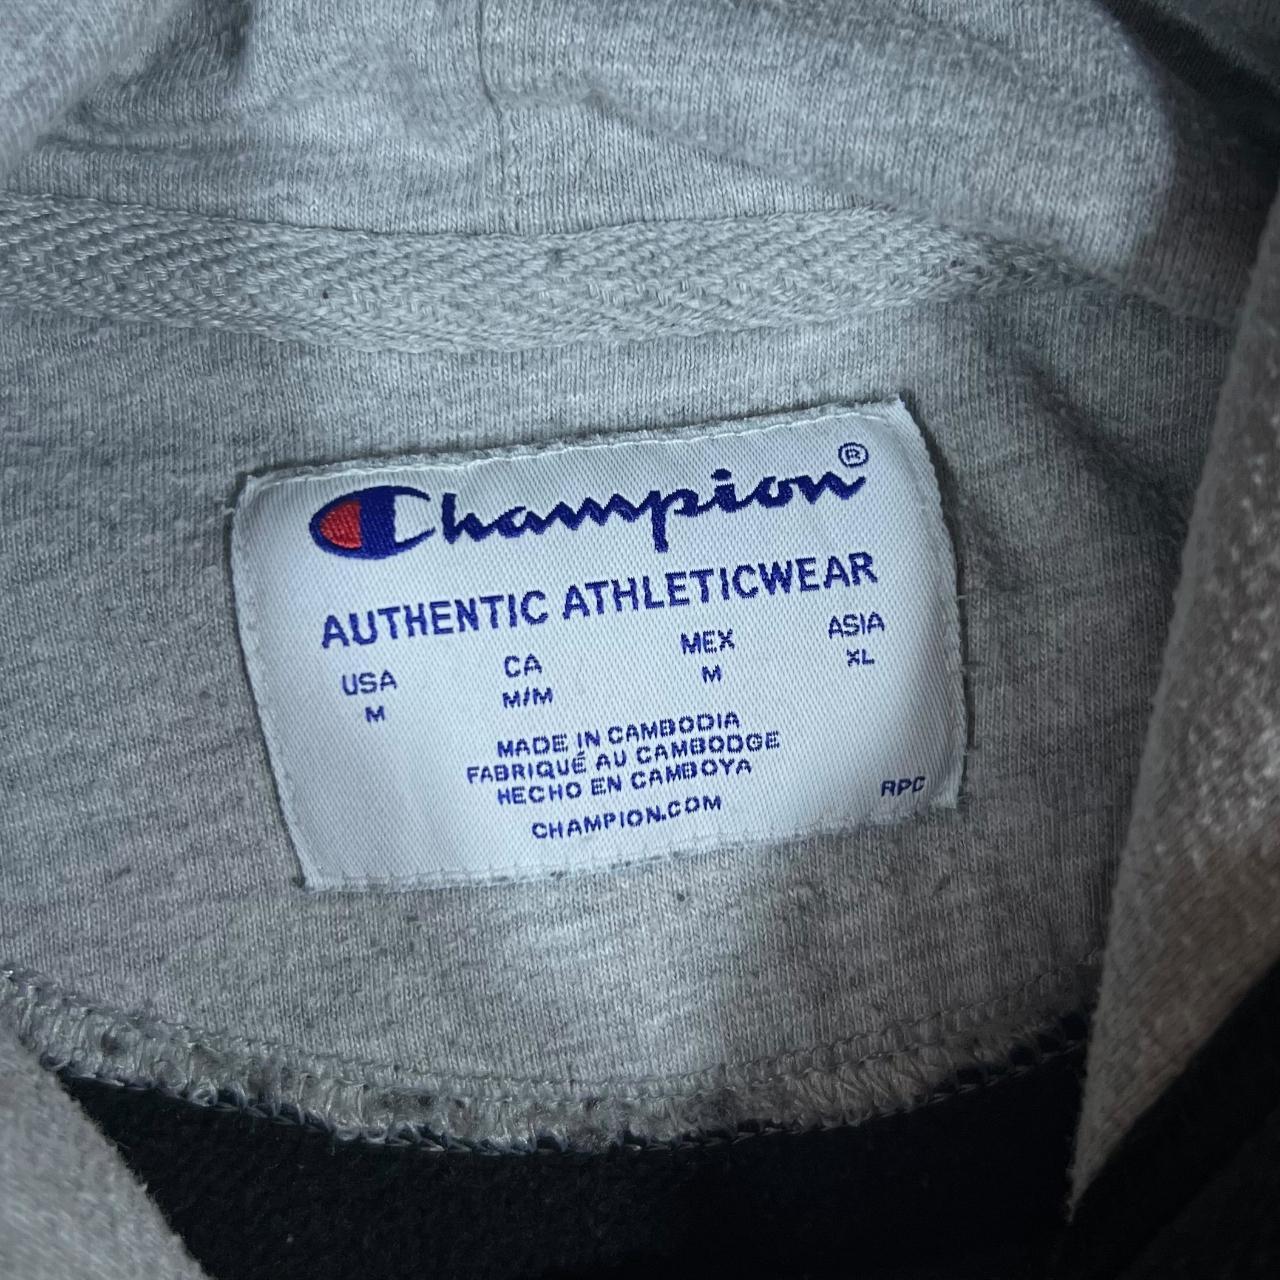 Champion®
AUTHENTIC ATHLETICWEAR
USA CA MEX ASIA
M M/M M XL
MADE IN CAMBODIA
FABRIQUÉ AU CAMBODGE
HECHO EN CAMBOYA
CHAMPION.COM
RPC